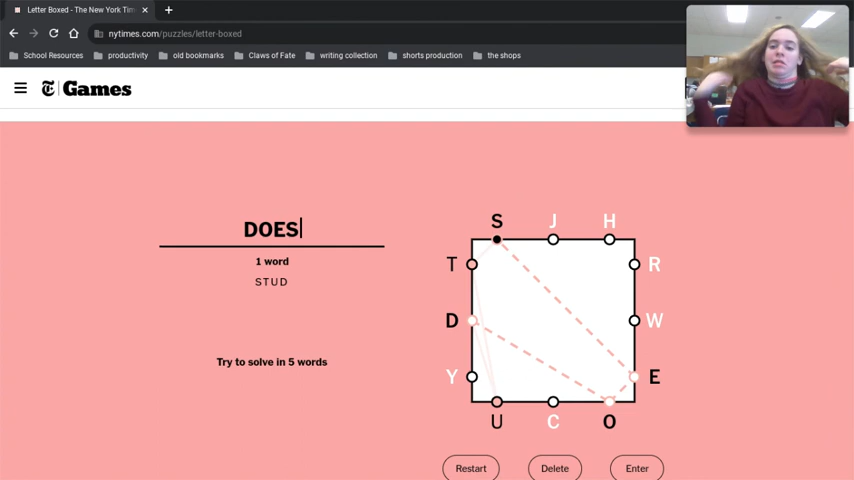 Letter Boxed - The New York Tim
nytimes.com/puzzles/letter-boxed
School Resources productivity old bookmarks Claws of Fate writing collection shorts production the shops
T Games
DOES
1 word
STUD
Try to solve in 5 words
S J H
T R
D W
Y E
U C O
Restart Delete Enter